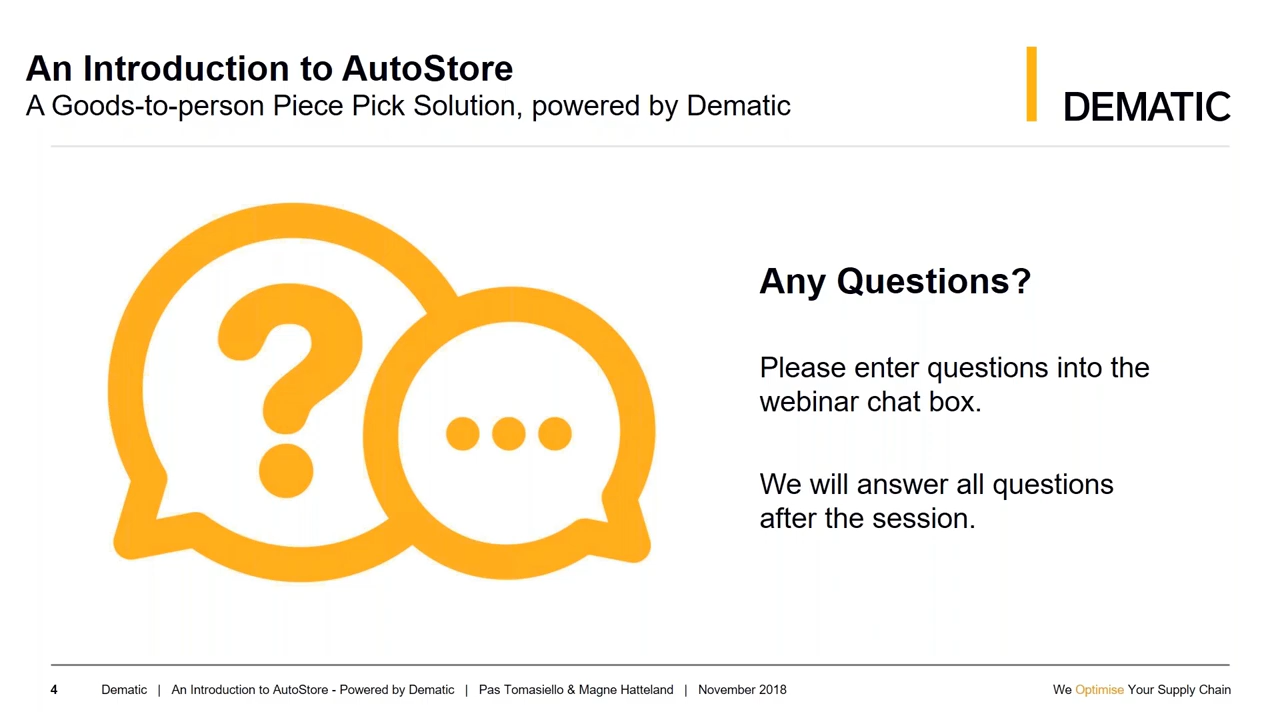 An Introduction to AutoStore
A Goods-to-person Piece Pick Solution, powered by Dematic
DEMATIC
?
Any Questions?
Please enter questions into the
webinar chat box.
We will answer all questions
after the session.
4 Dematic | An Introduction to AutoStore - Powered by Dematic | Pas Tomasiello & Magne Hatteland | November 2018 We Optimise Your Supply Chain